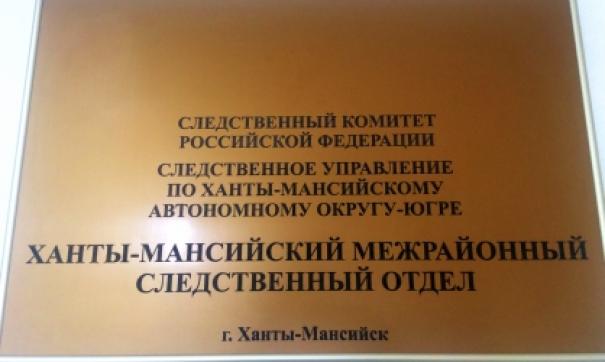 СЛЕДСТВЕННЫЙ КОМИТЕТ
РОССИЙСКОЙ ФЕДЕРАЦИИ
СЛЕДСТВЕННОЕ УПРАВЛЕНИЕ
ПО ХАНТЫ-МАНСИЙСКОМУ
АВТОНОМНОМУ ОКРУГУ-ЮГРЕ
ХАНТЫ-МАНСИЙСКИЙ МЕЖРАЙОННЫЙ
СЛЕДСТВЕННЫЙ ОТДЕЛ
г. Ханты-Мансийск